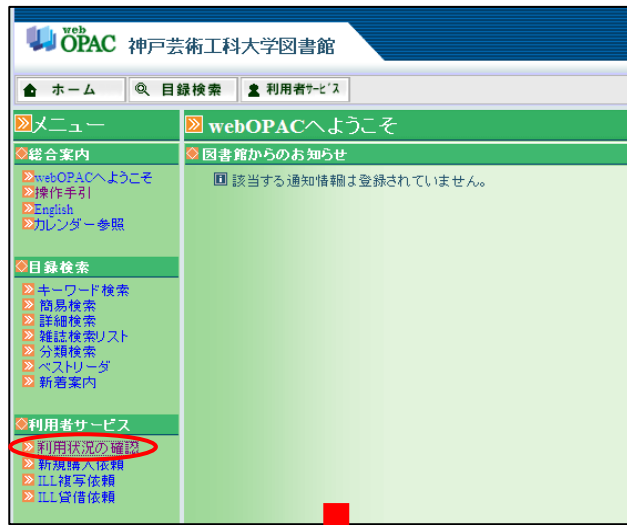 web
OPAC 神戸芸術工科大学図書館
ホーム 目録検索 利用者ｻｰﾋﾞｽ
メニュー
webOPACへようこそ
総合案内
図書館からのお知らせ
webOPACへようこそ
該当する通知情報は登録されていません。
操作手引
English
カレンダー参照
目録検索
キーワード検索
簡易検索
詳細検索
雑誌検索リスト
分類検索
ベストリーダ
新着案内
利用者サービス
利用状況の確認
新規購入依頼
ILL複写依頼
ILL貸借依頼